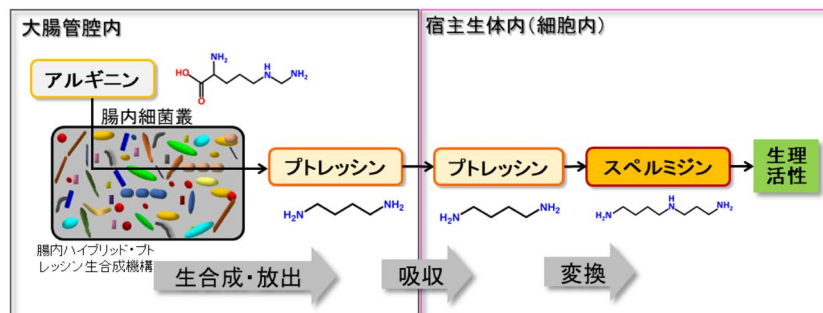 大腸管腔内
宿主生体内(細胞内)
アルギニン
NH₂
HO
O
H
N
NH₂
腸内細菌叢
プトレッシン
プトレッシン
スペルミジン
生理
活性
H₂N
NH₂
H₂N
NH₂
H₂N
H
N
NH₂
腸内ハイブリッド・プト
レッシン生合成機構
生合成・放出
吸収
変換